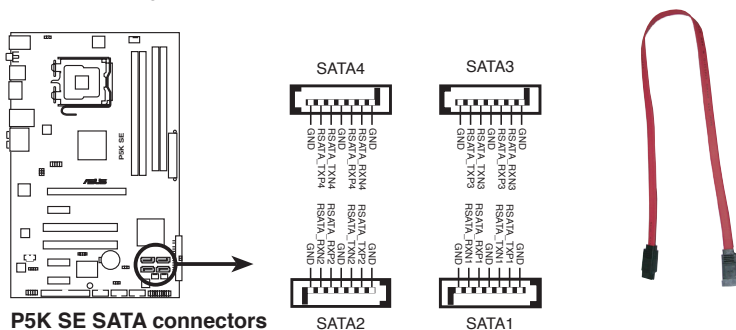 SATA4
SATA3
GND
RSATA_TXP4
RSATA_TXN4
GND
RSATA_RXP4
RSATA_RXN4
GND
GND
RSATA_TXP3
RSATA_TXN3
GND
RSATA_RXP3
RSATA_RXN3
GND
P5K SE
ASUS
GND
RSATA_RXN2
RSATA_RXP2
GND
RSATA_TXN2
RSATA_TXP2
GND
GND
RSATA_RXN1
RSATA_RXP1
GND
RSATA_TXN1
RSATA_TXP1
GND
P5K SE SATA connectors
SATA2
SATA1